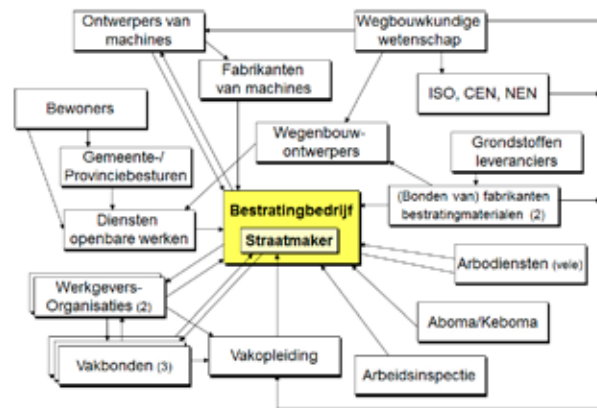 Ontwerpers van
machines
Wegbouwkundige
wetenschap
Fabrikanten
van machines
ISO, CEN, NEN
Bewoners
Wegenbouw-
ontwerpers
Grondstoffen
leveranciers
Gemeente-/
Provinciebesturen
Bestratingbedrijf
(Bonden van) fabrikanten
bestratingmaterialen (2)
Diensten
openbare werken
Straatmaker
Arbodiensten (vele)
Werkgevers-
Organisaties (2)
Aboma/Keboma
Vakbonden (3)
Vakopleiding
Arbeidsinspectie